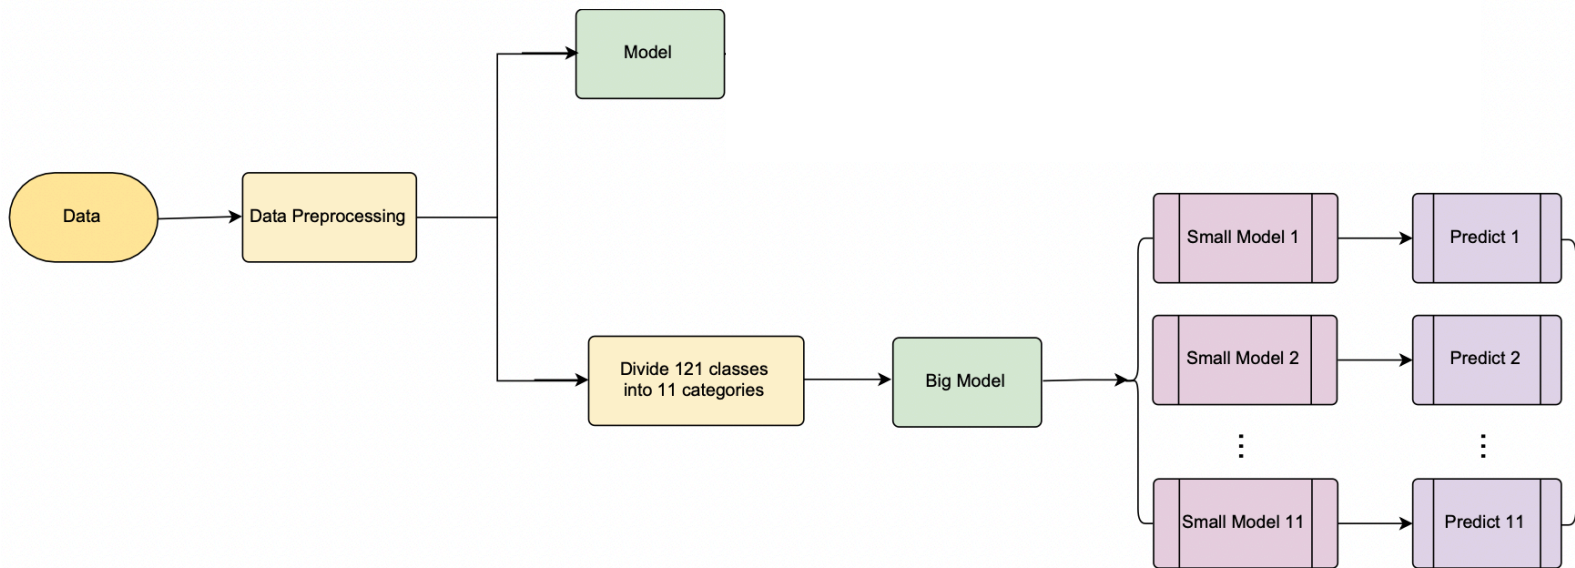 Model
Data
Data Preprocessing
Small Model 1
Predict 1
Divide 121 classes
into 11 categories
Big Model
Small Model 2
Predict 2
Small Model 11
Predict 11